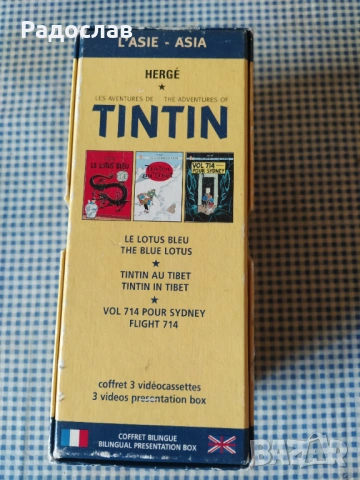 Радослав
L'ASIE - ASIA
HERGÉ
LES AVENTURES DE THE ADVENTURES OF
TINTIN
LE LOTUS BLEU
VOL 714
POUR SYDNEY
LE LOTUS BLEU
THE BLUE LOTUS
TINTIN AU TIBET
TINTIN IN TIBET
VOL 714 POUR SYDNEY
FLIGHT 714
coffret 3 vidéocassettes
3 videos presentation box
COFFRET BILINGUE
BILINGUAL PRESENTATION BOX
bazar